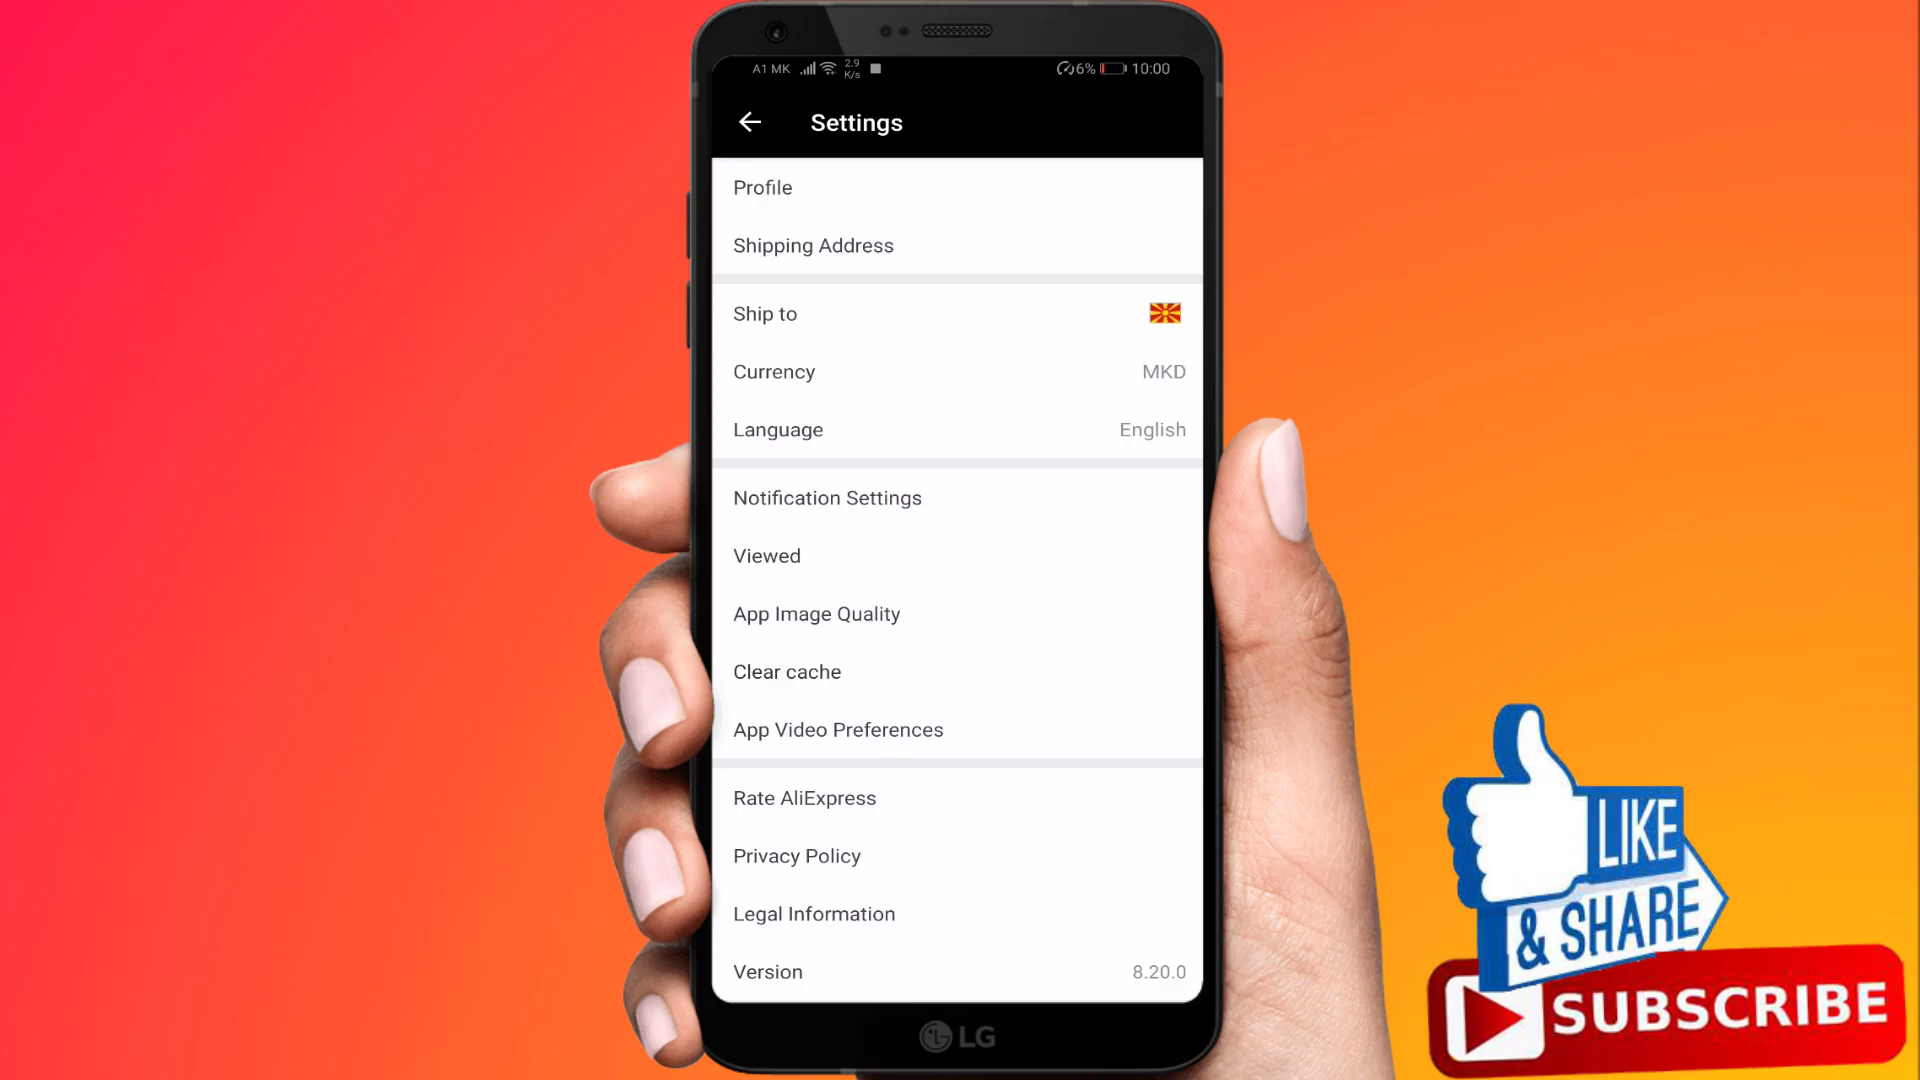 A1 MK 2.9 K/s 6% 10:00
Settings
Profile
Shipping Address
Ship to
Currency MKD
Language English
Notification Settings
Viewed
App Image Quality
Clear cache
App Video Preferences
Rate AliExpress
Privacy Policy
Legal Information
Version 8.20.0
LG
LIKE
& SHARE
SUBSCRIBE